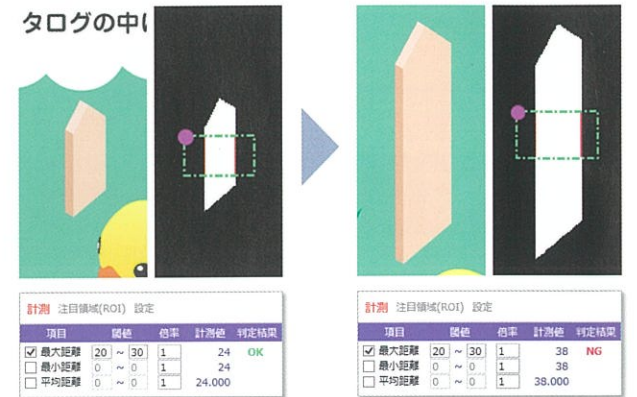 タログの中に
計測 注目領域(ROI) 設定
項目 閾値 倍率 計測値 判定結果
最大距離 20 ~ 30 1 24 OK
最小距離 0 ~ 0 1 24
平均距離 0 ~ 0 1 24.000
計測 注目領域(ROI) 設定
項目 閾値 倍率 計測値 判定結果
最大距離 20 ~ 30 1 38 NG
最小距離 0 ~ 0 1 38
平均距離 0 ~ 0 1 38.000